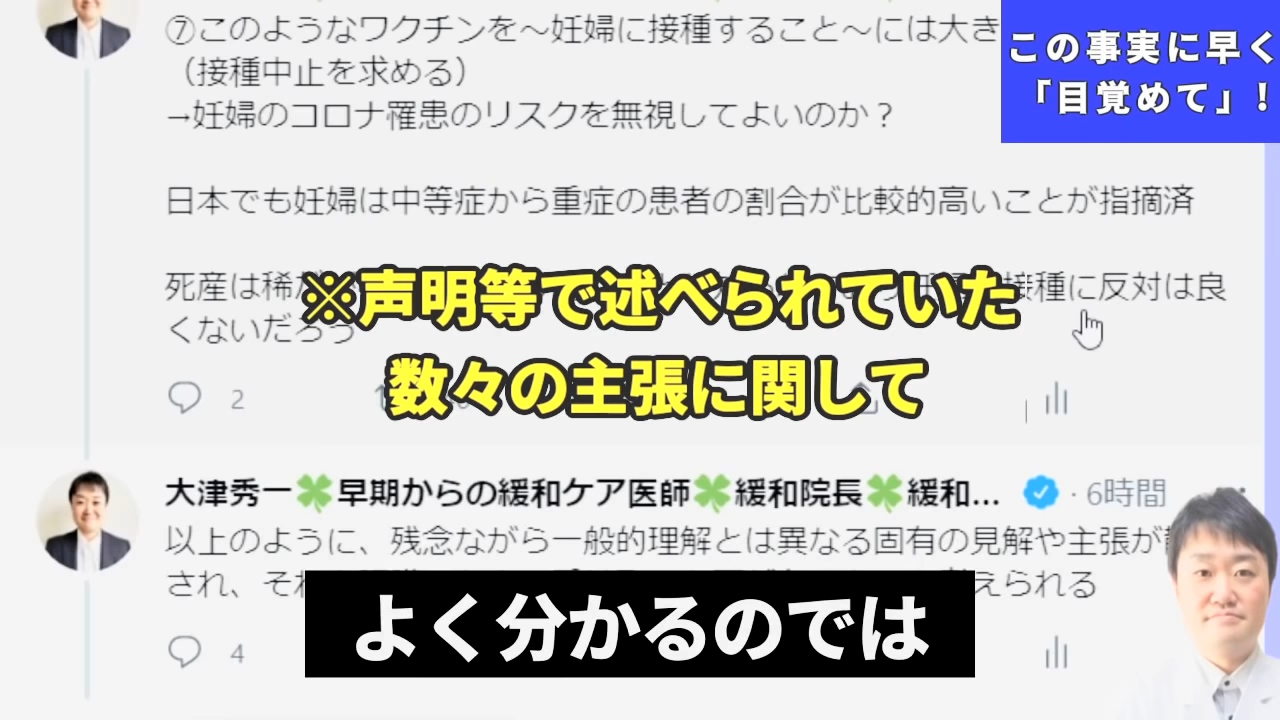 ⑦このようなワクチンを～妊婦に接種すること～には大き
この事実に早く
「目覚めて」!
（接種中止を求める）
→妊婦のコロナ罹患のリスクを無視してよいのか？
日本でも妊婦は中等症から重症の患者の割合が比較的高いことが指摘済
死産は稀だ
接種に反対は良
くないだろう
※声明等で述べられていた
数々の主張に関して
2
大津秀一🍀早期からの緩和ケア医師🍀緩和院長🍀緩和... · 6時間
以上のように、残念ながら一般的理解とは異なる固有の見解や主張が
され、それ
えられる
よく分かるのでは
4